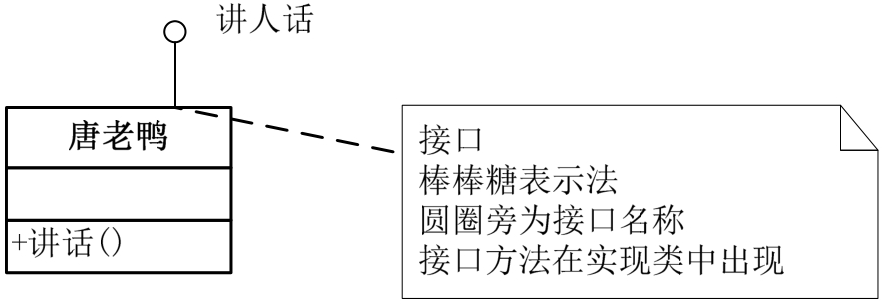 讲人话
唐老鸭
+讲话()
接口
棒棒糖表示法
圆圈旁为接口名称
接口方法在实现类中出现